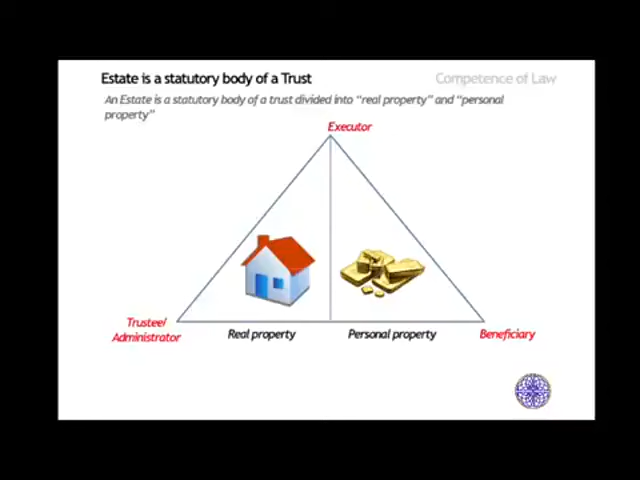 Estate is a statutory body of a Trust
Competence of Law
An Estate is a statutory body of a trust divided into “real property” and “personal
property”
Executor
Trustee/
Administrator
Real property
Personal property
Beneficiary